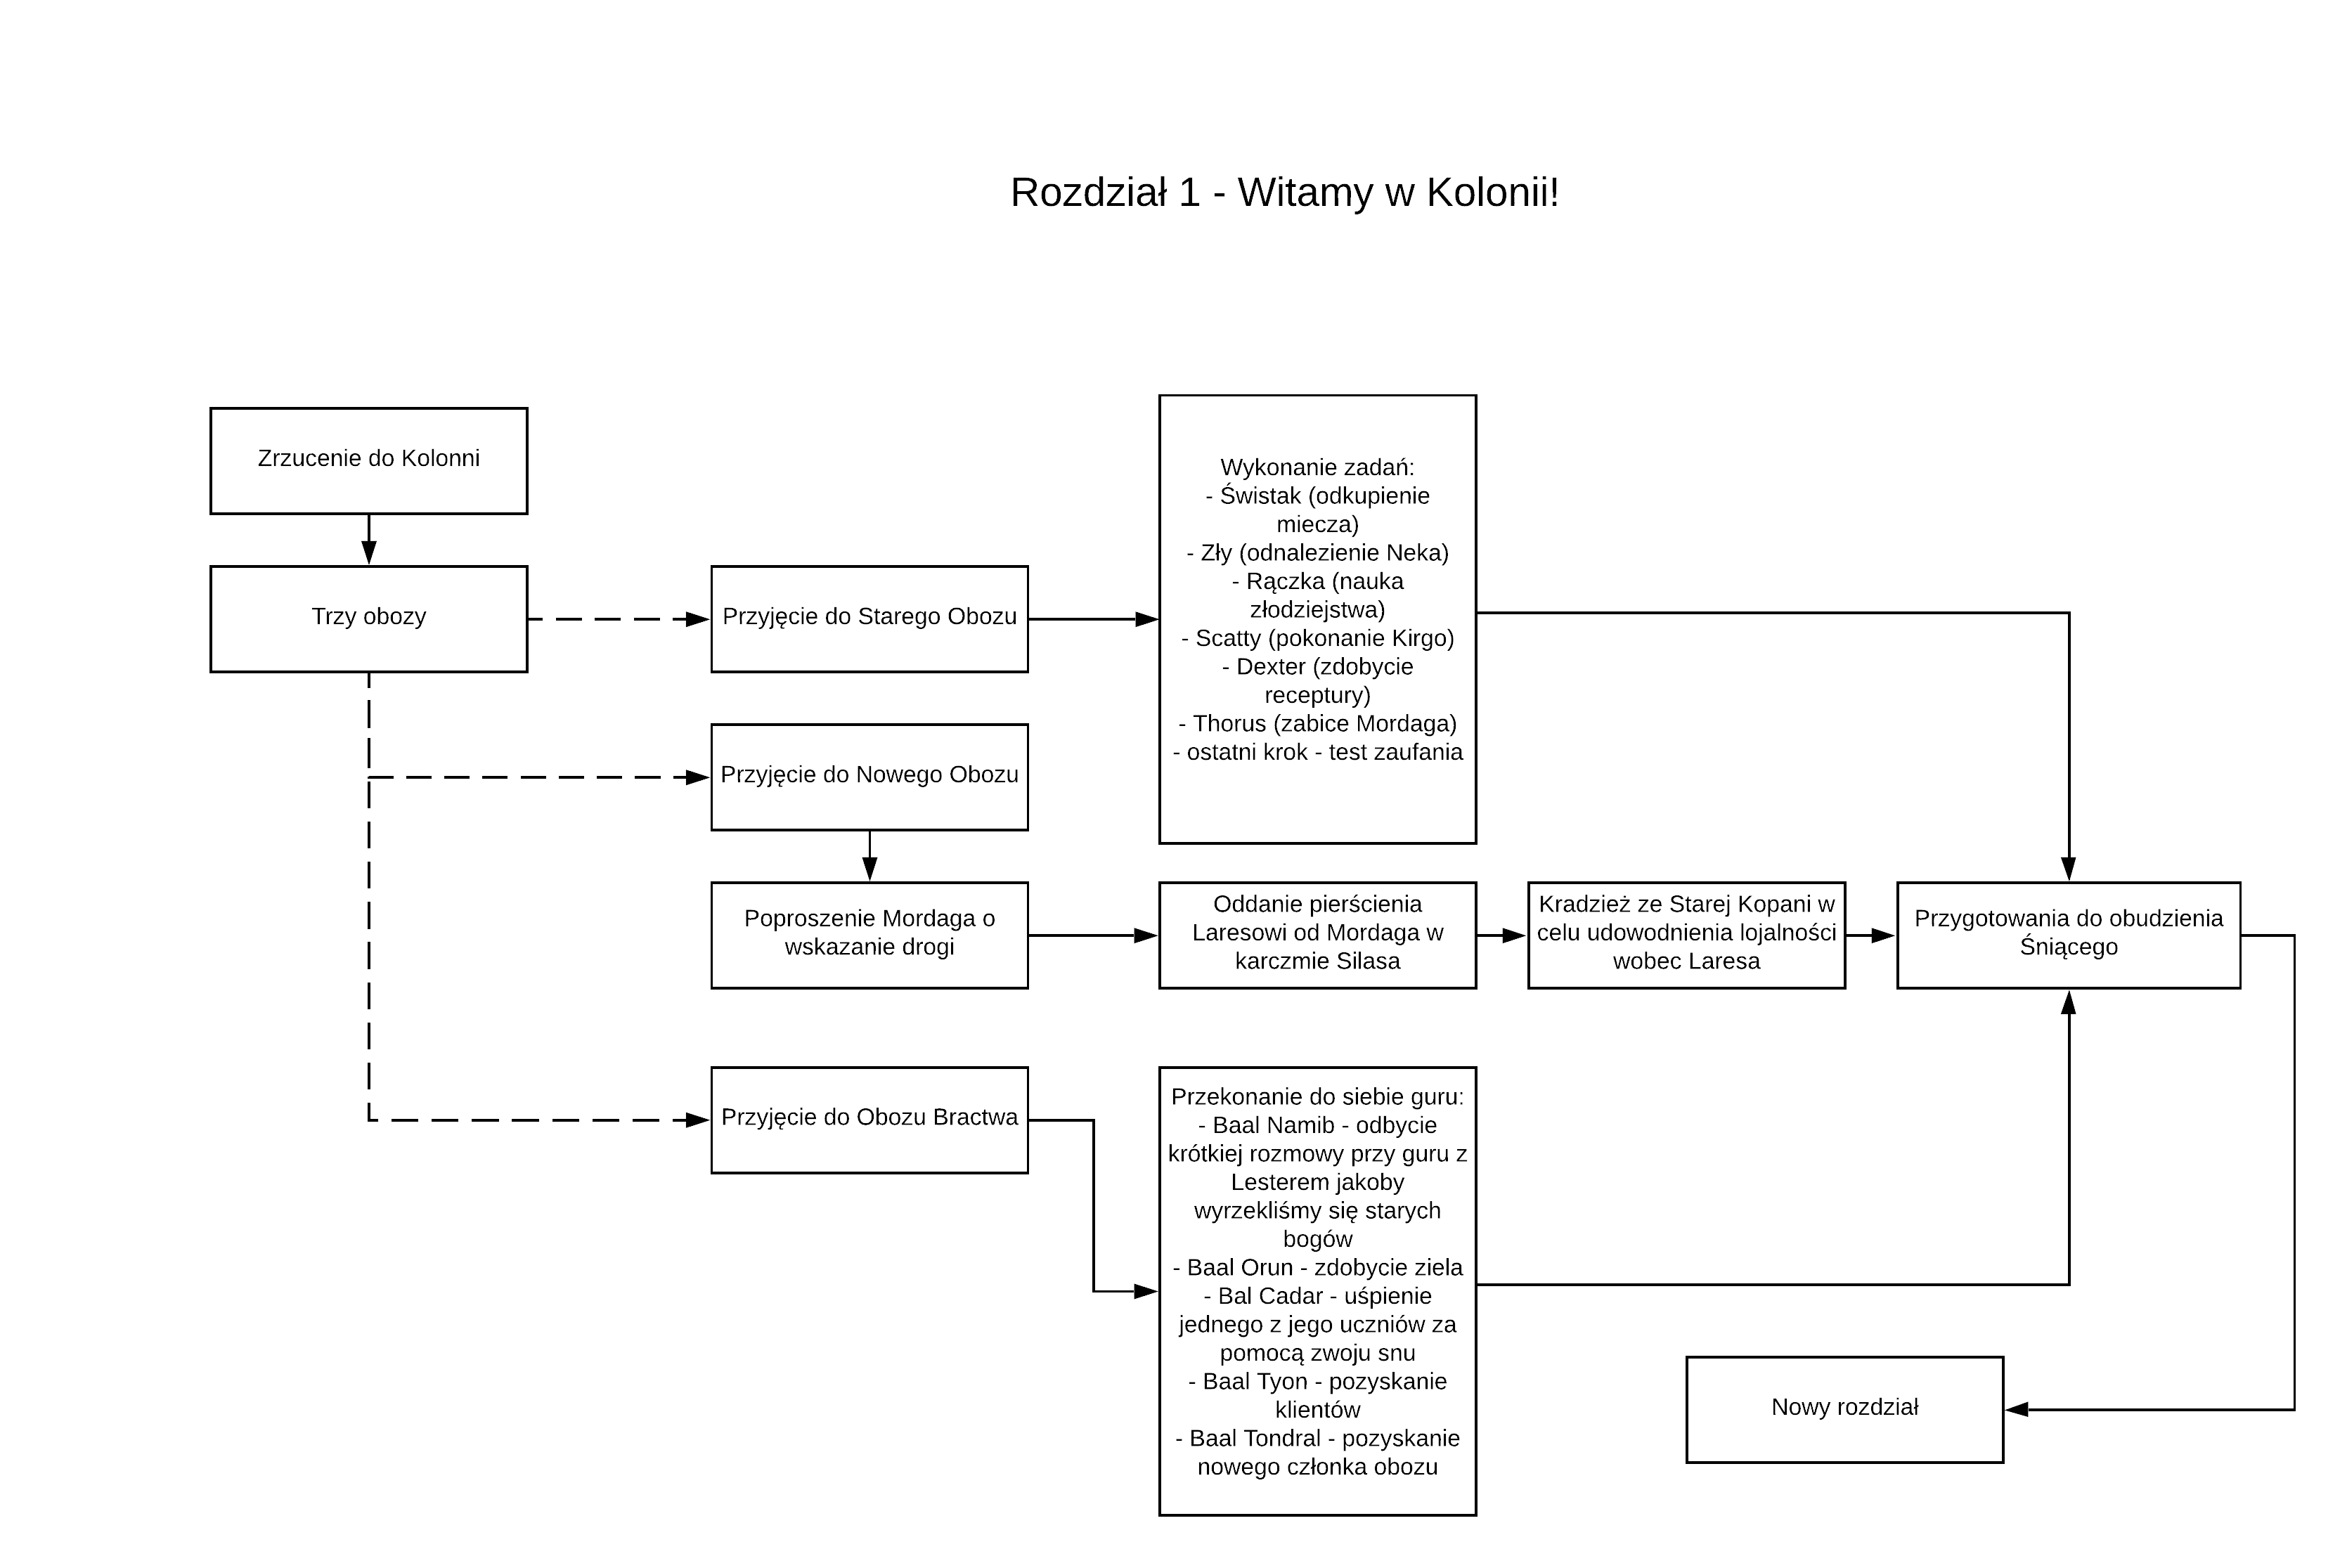 Rozdział 1 - Witamy w Kolonii!
Zrzucenie do Kolonni
Trzy obozy
Przyjęcie do Starego Obozu
Wykonanie zadań:
- Świstak (odkupienie
miecza)
- Zły (odnalezienie Neka)
- Rączka (nauka
złodziejstwa)
- Scatty (pokonanie Kirgo)
- Dexter (zdobycie
receptury)
- Thorus (zabice Mordaga)
- ostatni krok - test zaufania
Przyjęcie do Nowego Obozu
Poproszenie Mordaga o
wskazanie drogi
Oddanie pierścienia
Laresowi od Mordaga w
karczmie Silasa
Kradzież ze Starej Kopani w
celu udowodnienia lojalności
wobec Laresa
Przygotowania do obudzienia
Śniącego
Przyjęcie do Obozu Bractwa
Przekonanie do siebie guru:
- Baal Namib - odbycie
krótkiej rozmowy przy guru z
Lesterem jakoby
wyrzekliśmy się starych
bogów
- Baal Orun - zdobycie ziela
- Bal Cadar - uśpienie
jednego z jego uczniów za
pomocą zwoju snu
- Baal Tyon - pozyskanie
klientów
- Baal Tondral - pozyskanie
nowego członka obozu
Nowy rozdział